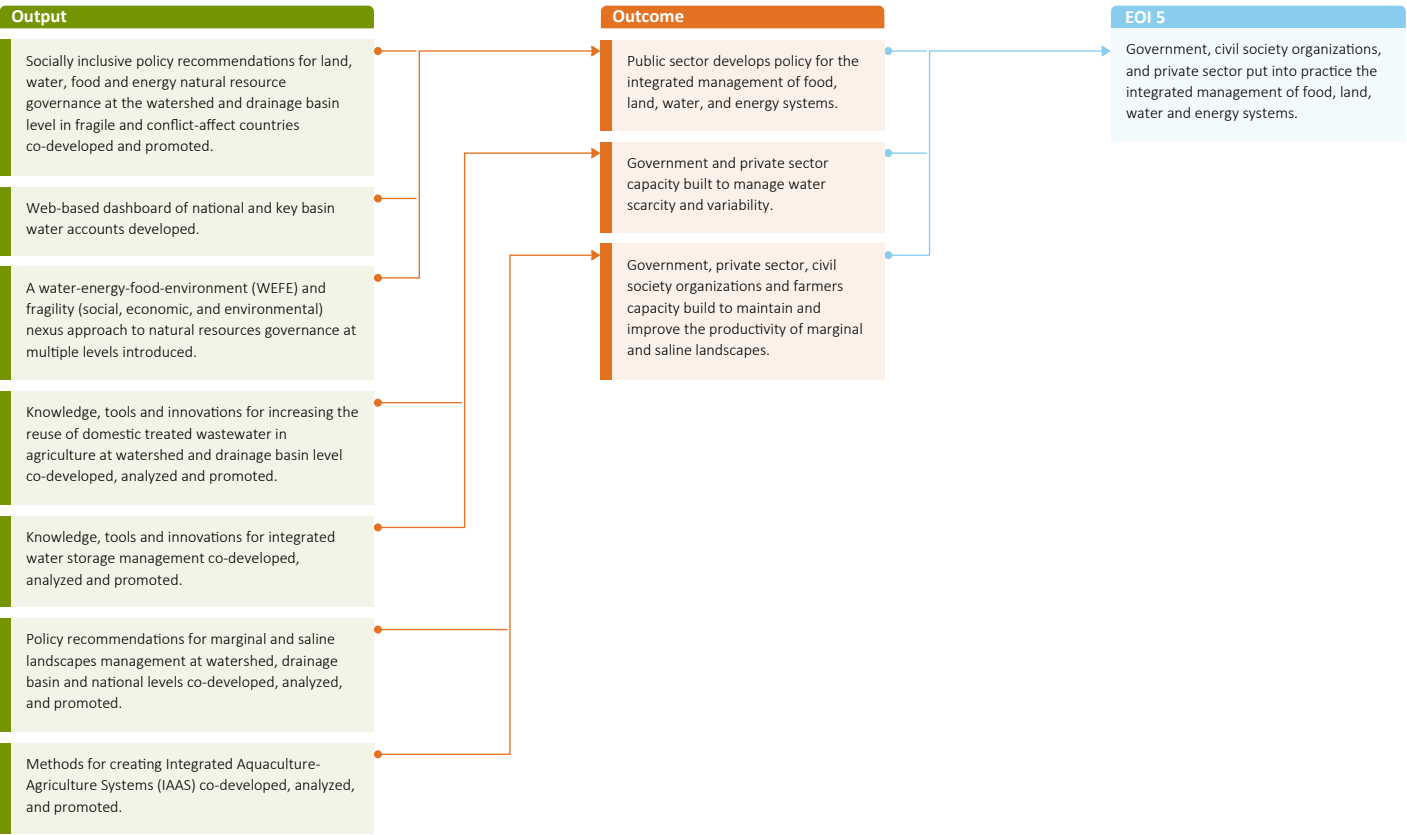 Output
Socially inclusive policy recommendations for land,
water, food and energy natural resource
governance at the watershed and drainage basin
level in fragile and conflict-affect countries
co-developed and promoted.
Web-based dashboard of national and key basin
water accounts developed.
A water-energy-food-environment (WEFE) and
fragility (social, economic, and environmental)
nexus approach to natural resources governance at
multiple levels introduced.
Knowledge, tools and innovations for increasing the
reuse of domestic treated wastewater in
agriculture at watershed and drainage basin level
co-developed, analyzed and promoted.
Knowledge, tools and innovations for integrated
water storage management co-developed,
analyzed and promoted.
Policy recommendations for marginal and saline
landscapes management at watershed, drainage
basin and national levels co-developed, analyzed,
and promoted.
Methods for creating Integrated Aquaculture-
Agriculture Systems (IAAS) co-developed, analyzed,
and promoted.
Outcome
Public sector develops policy for the
integrated management of food,
land, water, and energy systems.
Government and private sector
capacity built to manage water
scarcity and variability.
Government, private sector, civil
society organizations and farmers
capacity build to maintain and
improve the productivity of marginal
and saline landscapes.
EOI 5
Government, civil society organizations,
and private sector put into practice the
integrated management of food, land,
water and energy systems.